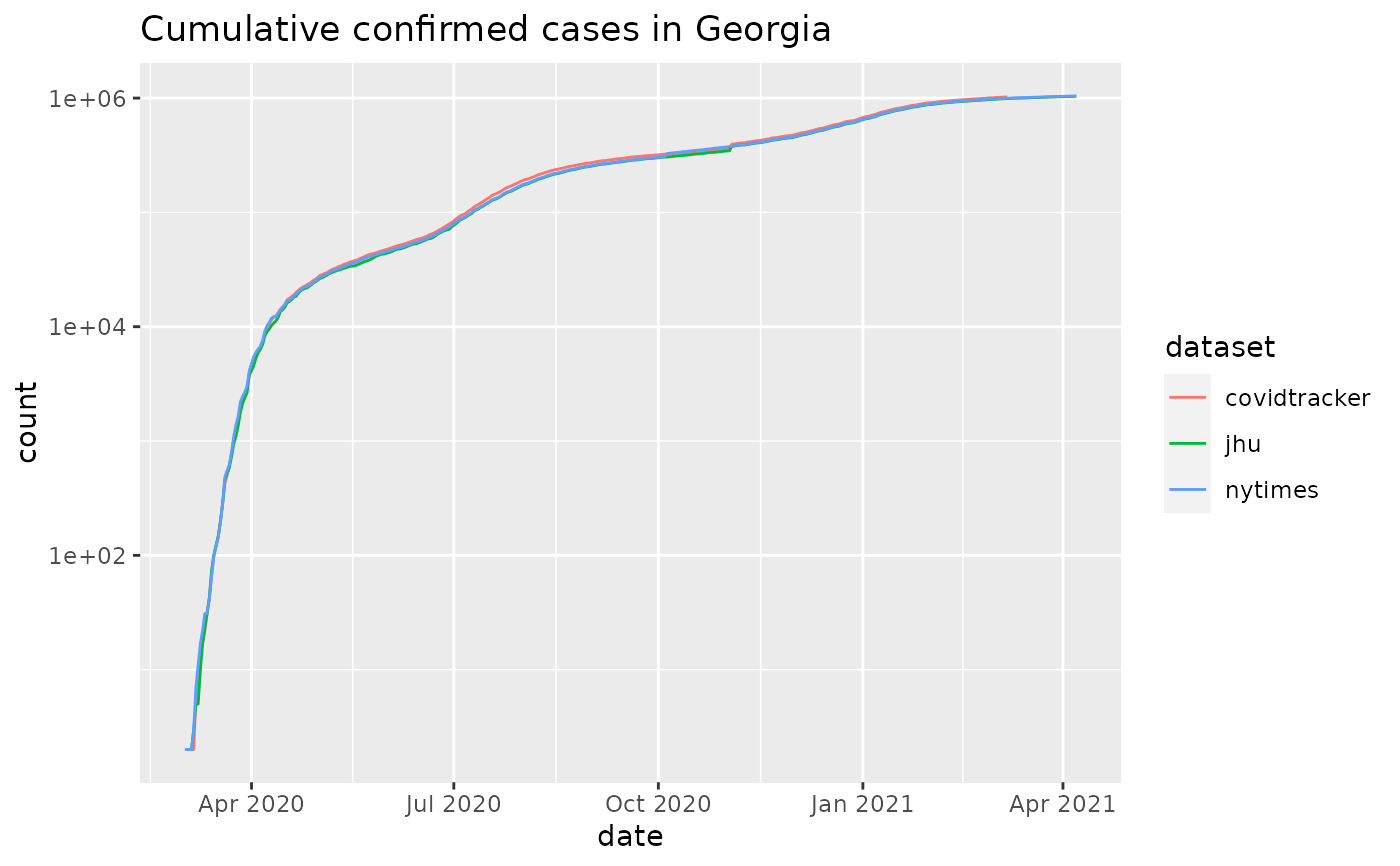 Cumulative confirmed cases in Georgia
1e+06
1e+04
1e+02
count
Apr 2020
Jul 2020
Oct 2020
Jan 2021
Apr 2021
date
dataset
covidtracker
jhu
nytimes